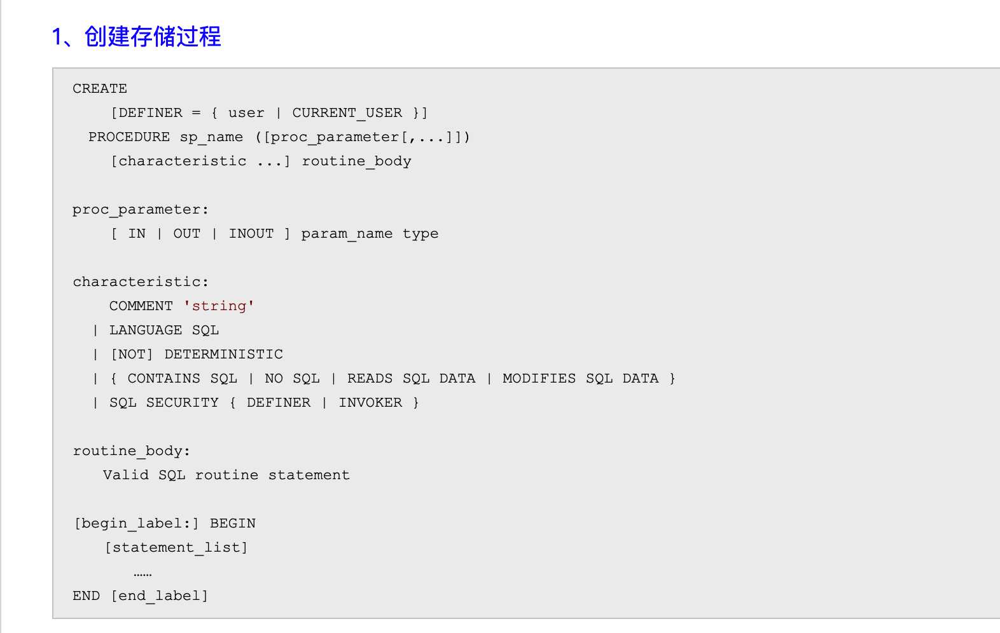 1、创建存储过程
CREATE
[DEFINER = { user | CURRENT_USER }]
PROCEDURE sp_name ([proc_parameter[,...]])
[characteristic ...] routine_body
proc_parameter:
[ IN | OUT | INOUT ] param_name type
characteristic:
COMMENT 'string'
| LANGUAGE SQL
| [NOT] DETERMINISTIC
| { CONTAINS SQL | NO SQL | READS SQL DATA | MODIFIES SQL DATA }
| SQL SECURITY { DEFINER | INVOKER }
routine_body:
Valid SQL routine statement
[begin_label:] BEGIN
[statement_list]
……
END [end_label]